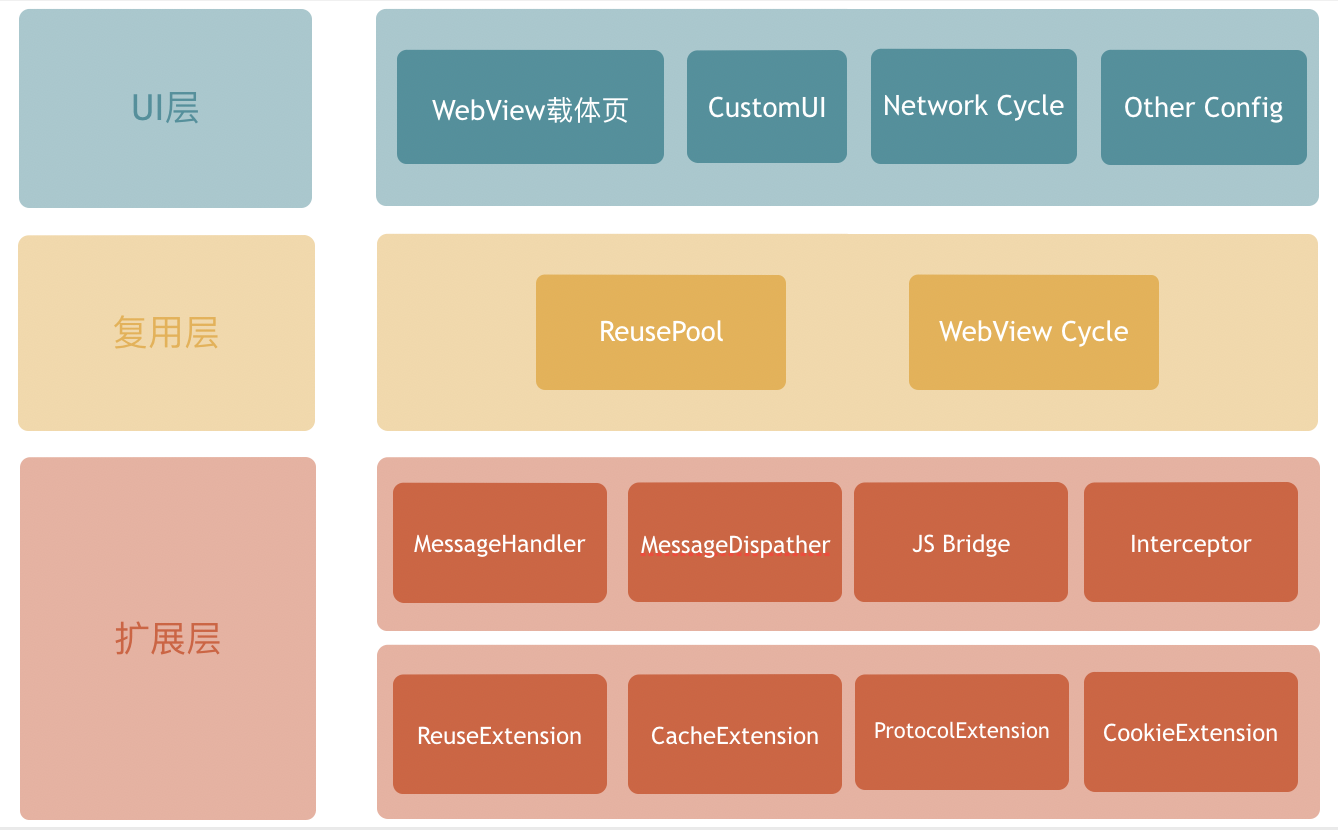 UI层
WebView载体页
CustomUI
Network Cycle
Other Config
复用层
ReusePool
WebView Cycle
扩展层
MessageHandler
MessageDispather
JS Bridge
Interceptor
ReuseExtension
CacheExtension
ProtocolExtension
CookieExtension